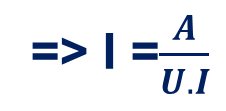 => I = A/U.I